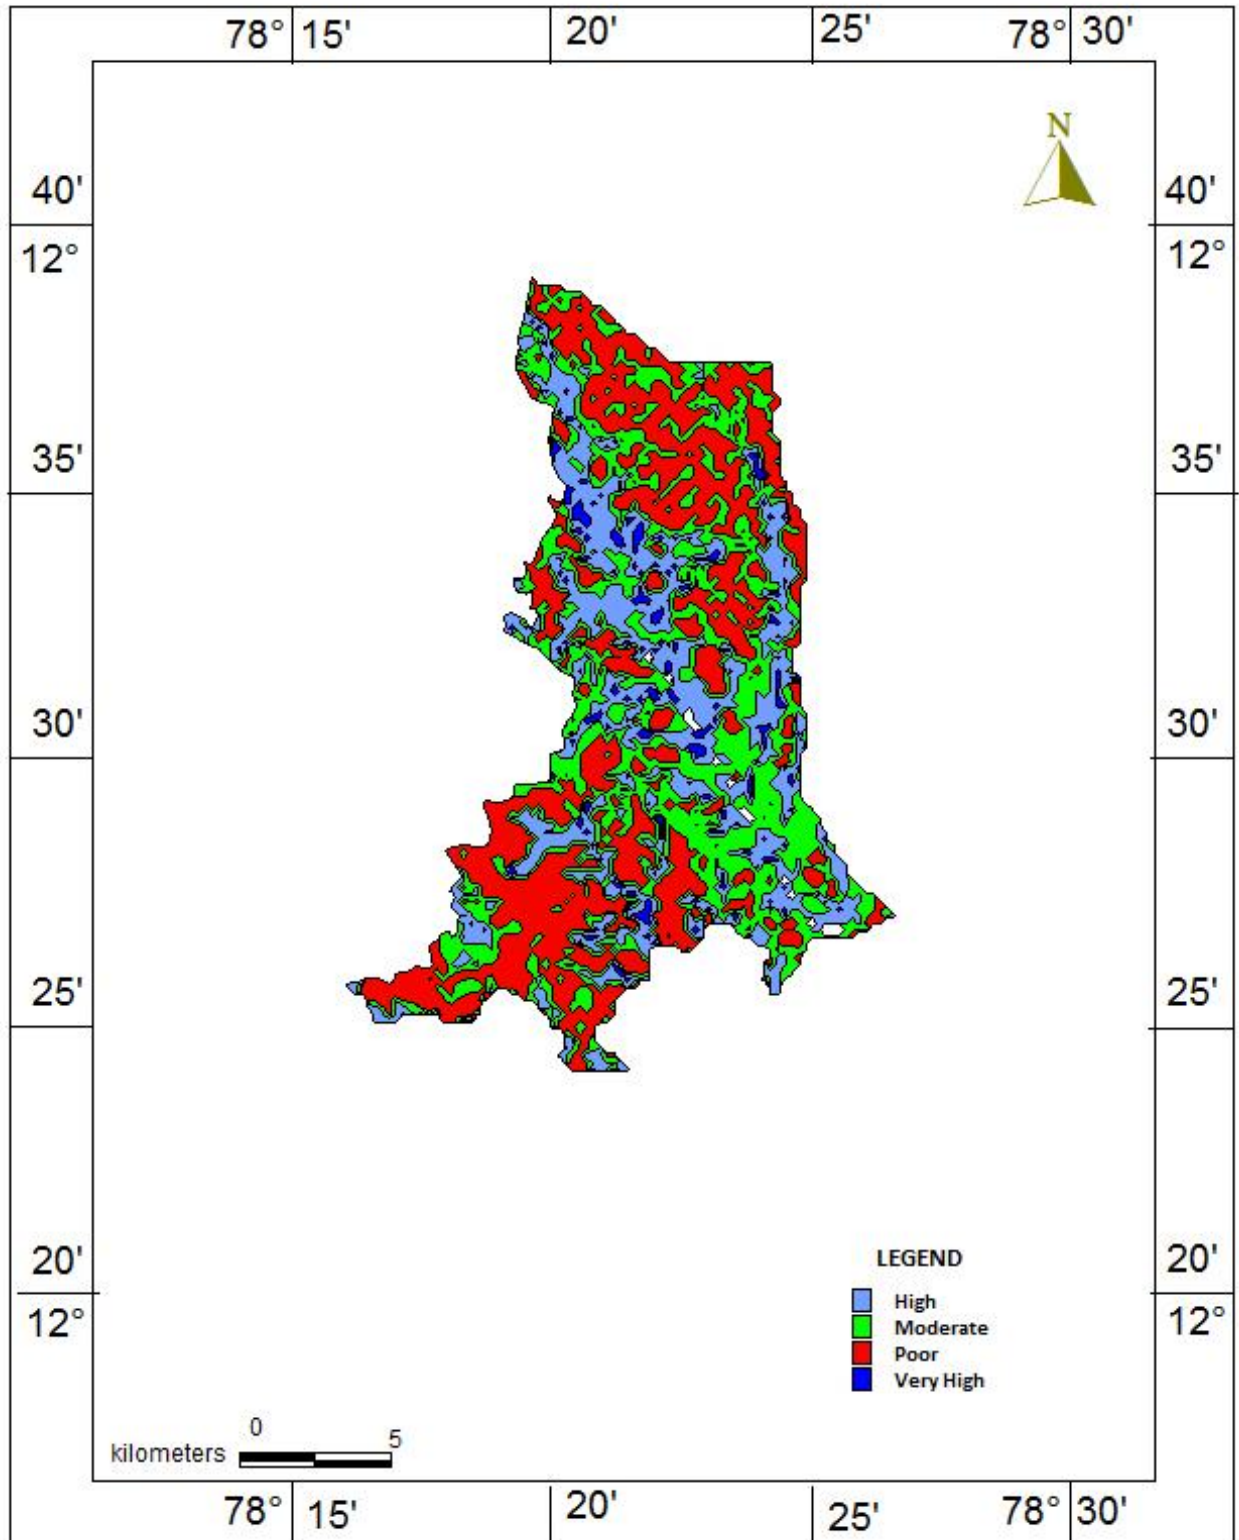 78° 15' 20' 25' 78° 30'
N
40' 40'
12° 12°
35' 35'
30' 30'
25' 25'
20' 20'
12° 12°
LEGEND
High
Moderate
Poor
Very High
0 5
kilometers
78° 15' 20' 25' 78° 30'